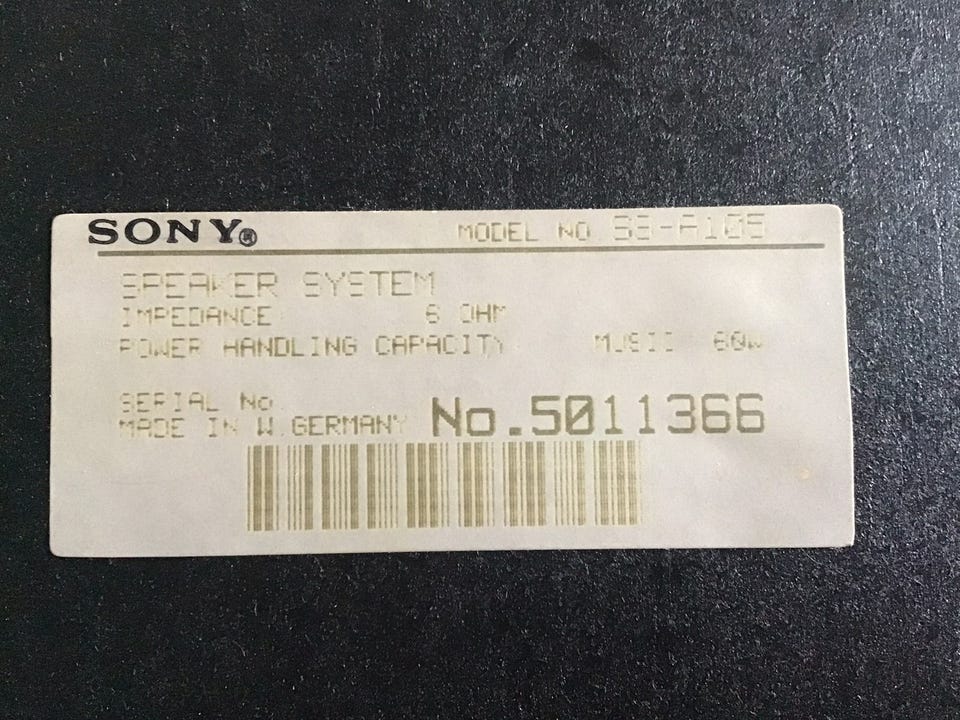 SONY® MODEL NO SS-A105
SPEAKER SYSTEM
IMPEDANCE 6 OHM
POWER HANDLING CAPACITY MUSIC 60W
SERIAL No.
MADE IN W.GERMANY No.5011366